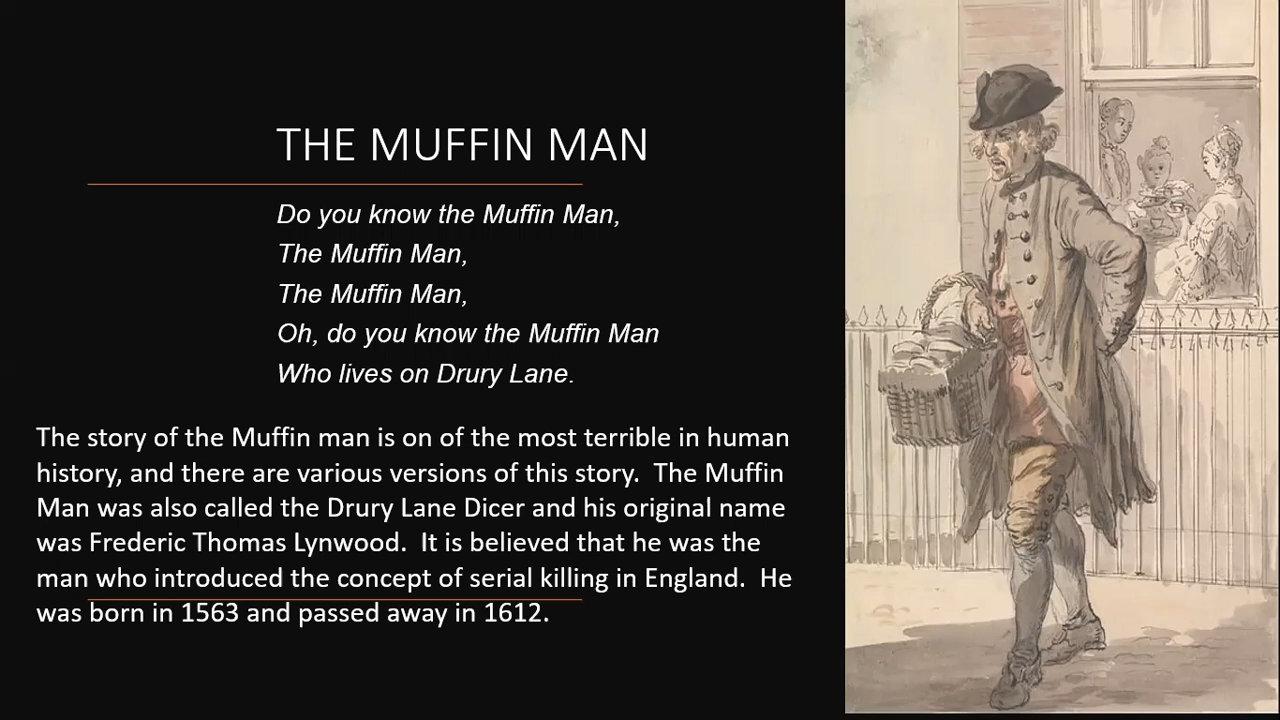 THE MUFFIN MAN
Do you know the Muffin Man,
The Muffin Man,
The Muffin Man,
Oh, do you know the Muffin Man
Who lives on Drury Lane.
The story of the Muffin man is on of the most terrible in human
history, and there are various versions of this story.  The Muffin
Man was also called the Drury Lane Dicer and his original name
was Frederic Thomas Lynwood.  It is believed that he was the
man who introduced the concept of serial killing in England.  He
was born in 1563 and passed away in 1612.